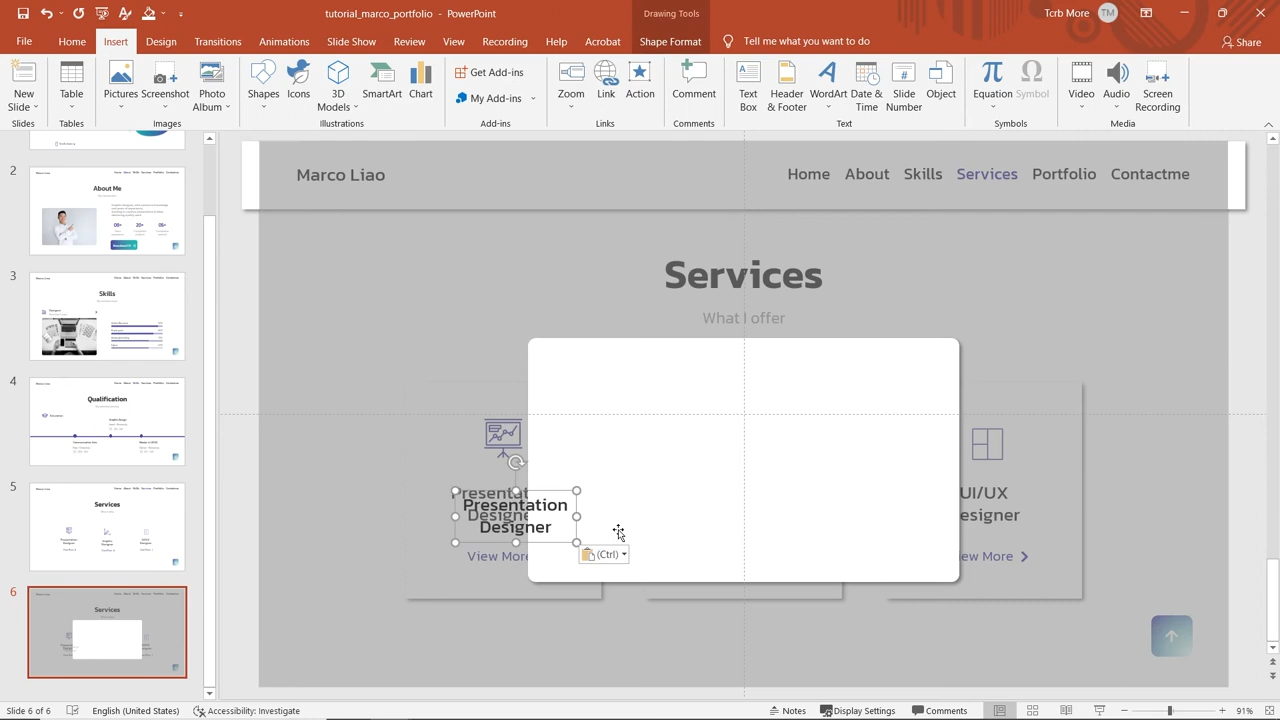 tutorial_marco_portfolio - PowerPoint
Drawing Tools
Tcrb Morn
TM
File Home Insert Design Transitions Animations Slide Show Review View Recording Help Acrobat Shape Format Tell me what you want to do Share
New Slide
Table
Pictures
Screenshot
Photo Album
Shapes
Icons
3D Models
SmartArt
Chart
Get Add-ins
My Add-ins
Zoom
Link
Action
Comment
Text Box
Header & Footer
WordArt
Date & Time
Slide Number
Object
Equation
Symbol
Video
Audio
Screen Recording
Slides Tables Images Illustrations Add-ins Links Comments Text Symbols Media
About Me
Skills
4
Qualification
Services
6
Services
Marco Liao
Home About Skills Services Portfolio Contactme
Services
What I offer
Presentation
Designer
Presentation
Designer
View More
(Ctrl)
UI/UX
Designer
View More
Slide 6 of 6 English (United States) Accessibility: Investigate Notes Display Settings Comments 91%